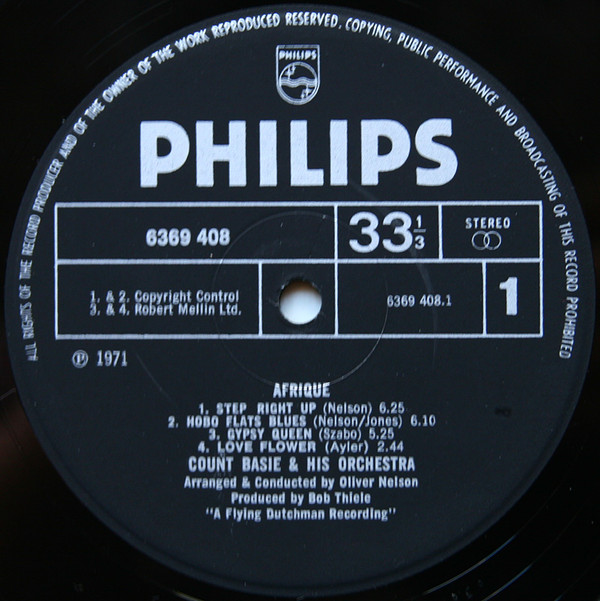 ALL RIGHTS OF THE RECORD PRODUCER AND OF THE OWNER OF THE WORK REPRODUCED RESERVED. COPYING, PUBLIC PERFORMANCE AND BROADCASTING OF THIS RECORD PROHIBITED
PHILIPS
PHILIPS
6369 408
33 1/3
STEREO
1. & 2. Copyright Control
3. & 4. Robert Mellin Ltd.
6369 408.1
1
Ⓟ 1971
AFRIQUE
1. STEP RIGHT UP (Nelson) 6.25
2. HOBO FLATS BLUES (Nelson/Jones) 6.10
3. GYPSY QUEEN (Szabo) 5.25
4. LOVE FLOWER (Ayler) 2.44
COUNT BASIE & HIS ORCHESTRA
Arranged & Conducted by Oliver Nelson
Produced by Bob Thiele
"A Flying Dutchman Recording"